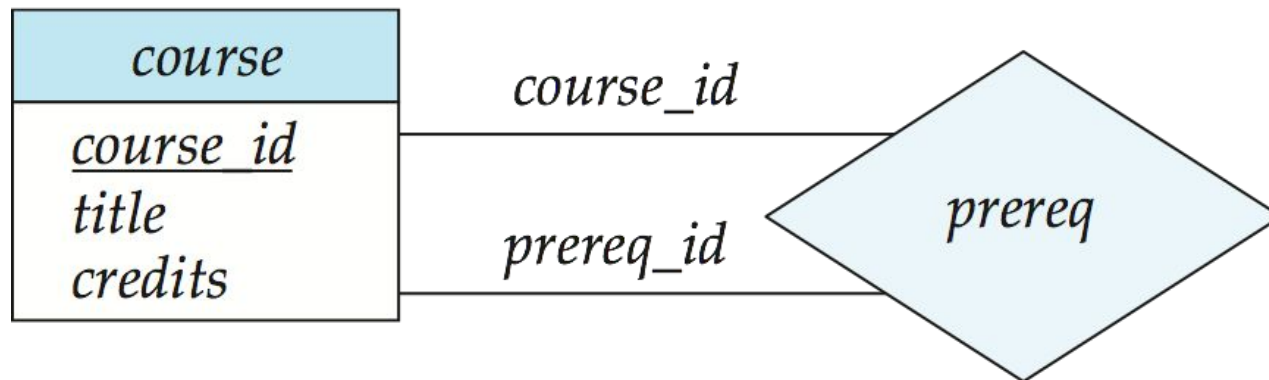 course
course_id
title
credits
course_id
prereq_id
prereq